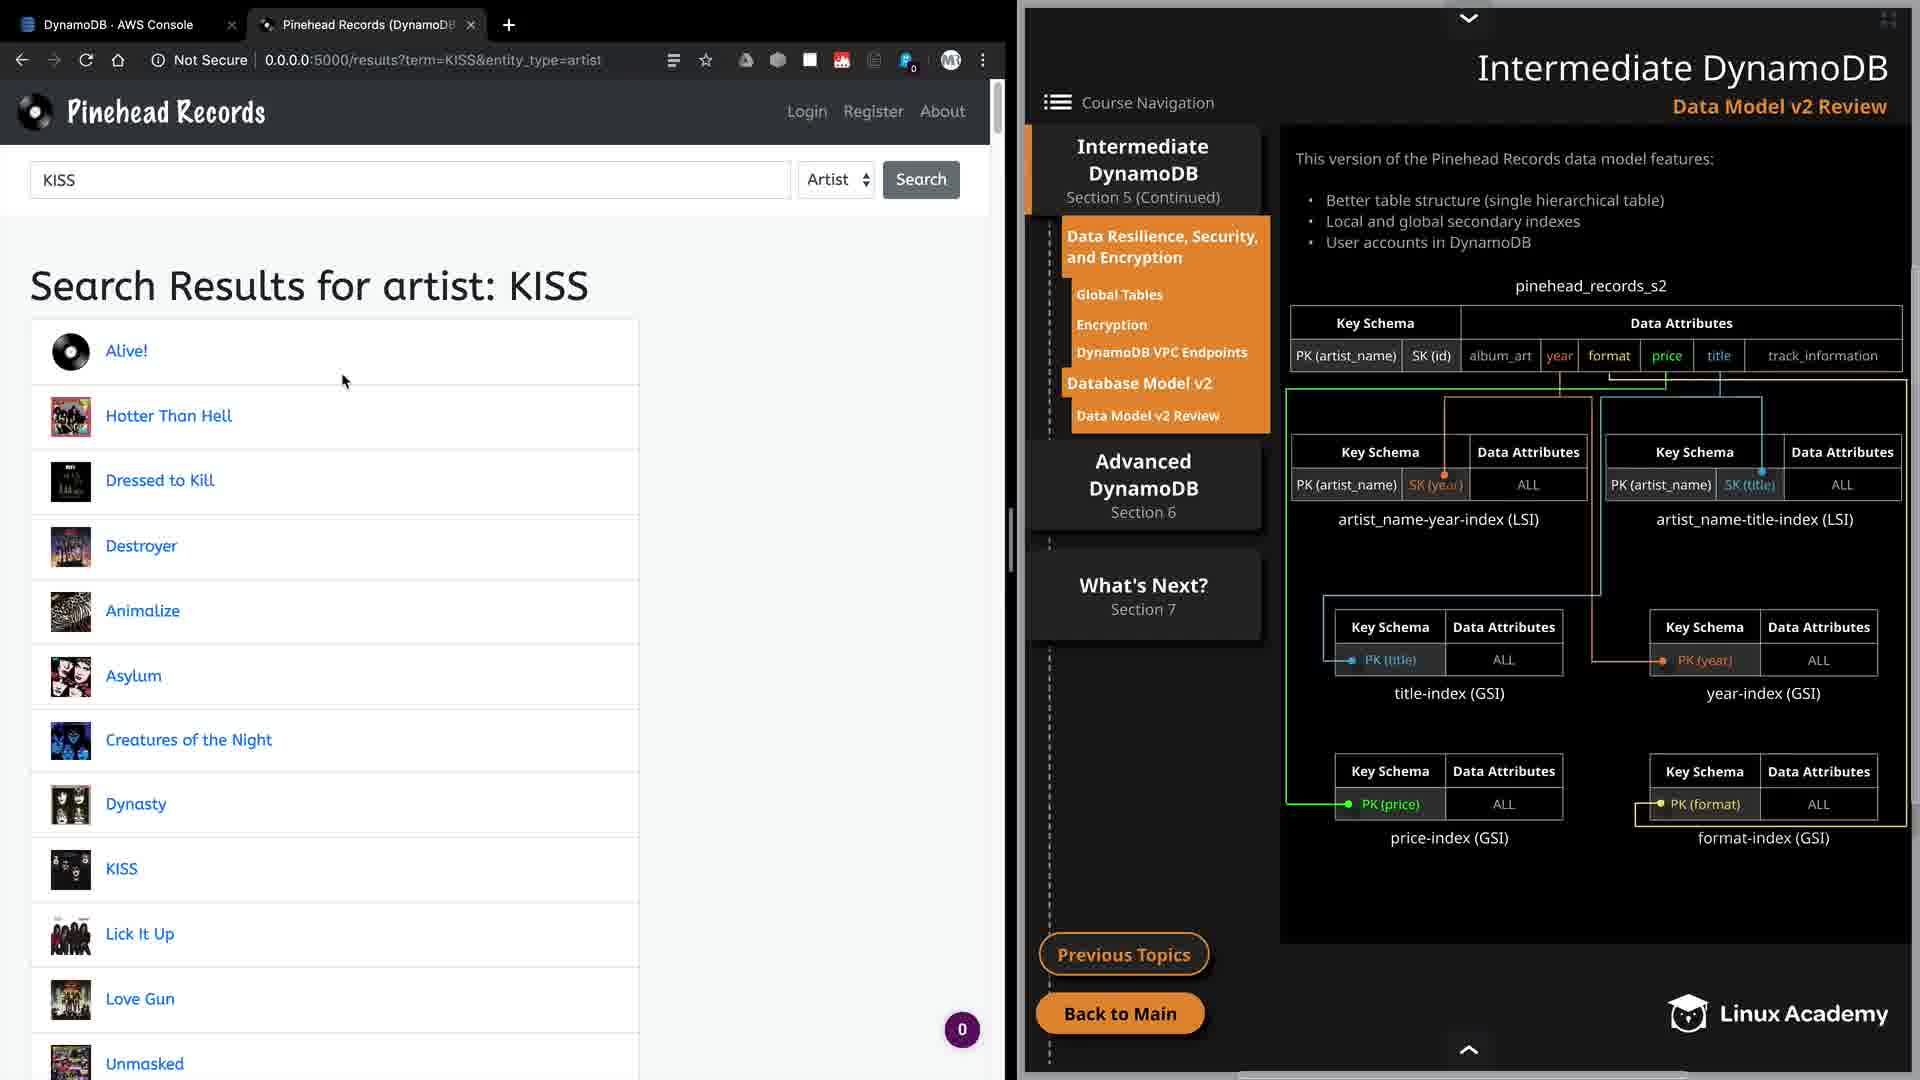 DynamoDB · AWS Console
Pinehead Records (DynamoDB
Not Secure
0.0.0.0:5000/results?term=KISS&entity_type=artist
0
Pinehead Records
Login Register About
KISS
Artist
Search
Search Results for artist: KISS
Alive!
Hotter Than Hell
Dressed to Kill
Destroyer
Animalize
Asylum
Creatures of the Night
Dynasty
KISS
Lick It Up
Love Gun
Unmasked
0
Intermediate DynamoDB
Data Model v2 Review
Course Navigation
Intermediate
DynamoDB
Section 5 (Continued)
Data Resilience, Security,
and Encryption
Global Tables
Encryption
DynamoDB VPC Endpoints
Database Model v2
Data Model v2 Review
Advanced
DynamoDB
Section 6
What's Next?
Section 7
Previous Topics
Back to Main
This version of the Pinehead Records data model features:
• Better table structure (single hierarchical table)
• Local and global secondary indexes
• User accounts in DynamoDB
pinehead_records_s2
Key Schema Data Attributes
PK (artist_name) SK (id) album_art year format price title track_information
Key Schema Data Attributes
PK (artist_name) SK (year) ALL
artist_name-year-index (LSI)
Key Schema Data Attributes
PK (artist_name) SK (title) ALL
artist_name-title-index (LSI)
Key Schema Data Attributes
PK (title) ALL
title-index (GSI)
Key Schema Data Attributes
PK (year) ALL
year-index (GSI)
Key Schema Data Attributes
PK (price) ALL
price-index (GSI)
Key Schema Data Attributes
PK (format) ALL
format-index (GSI)
Linux Academy